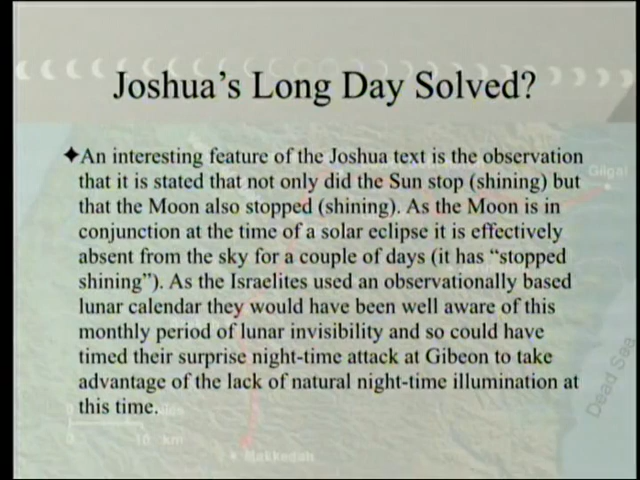 Joshua's Long Day Solved?
✦An interesting feature of the Joshua text is the observation
that it is stated that not only did the Sun stop (shining) but
that the Moon also stopped (shining). As the Moon is in
conjunction at the time of a solar eclipse it is effectively
absent from the sky for a couple of days (it has “stopped
shining”). As the Israelites used an observationally based
lunar calendar they would have been well aware of this
monthly period of lunar invisibility and so could have
timed their surprise night-time attack at Gibeon to take
advantage of the lack of natural night-time illumination at
this time.
Gilgal
Dead Sea
0
0 10 km
Makkedah